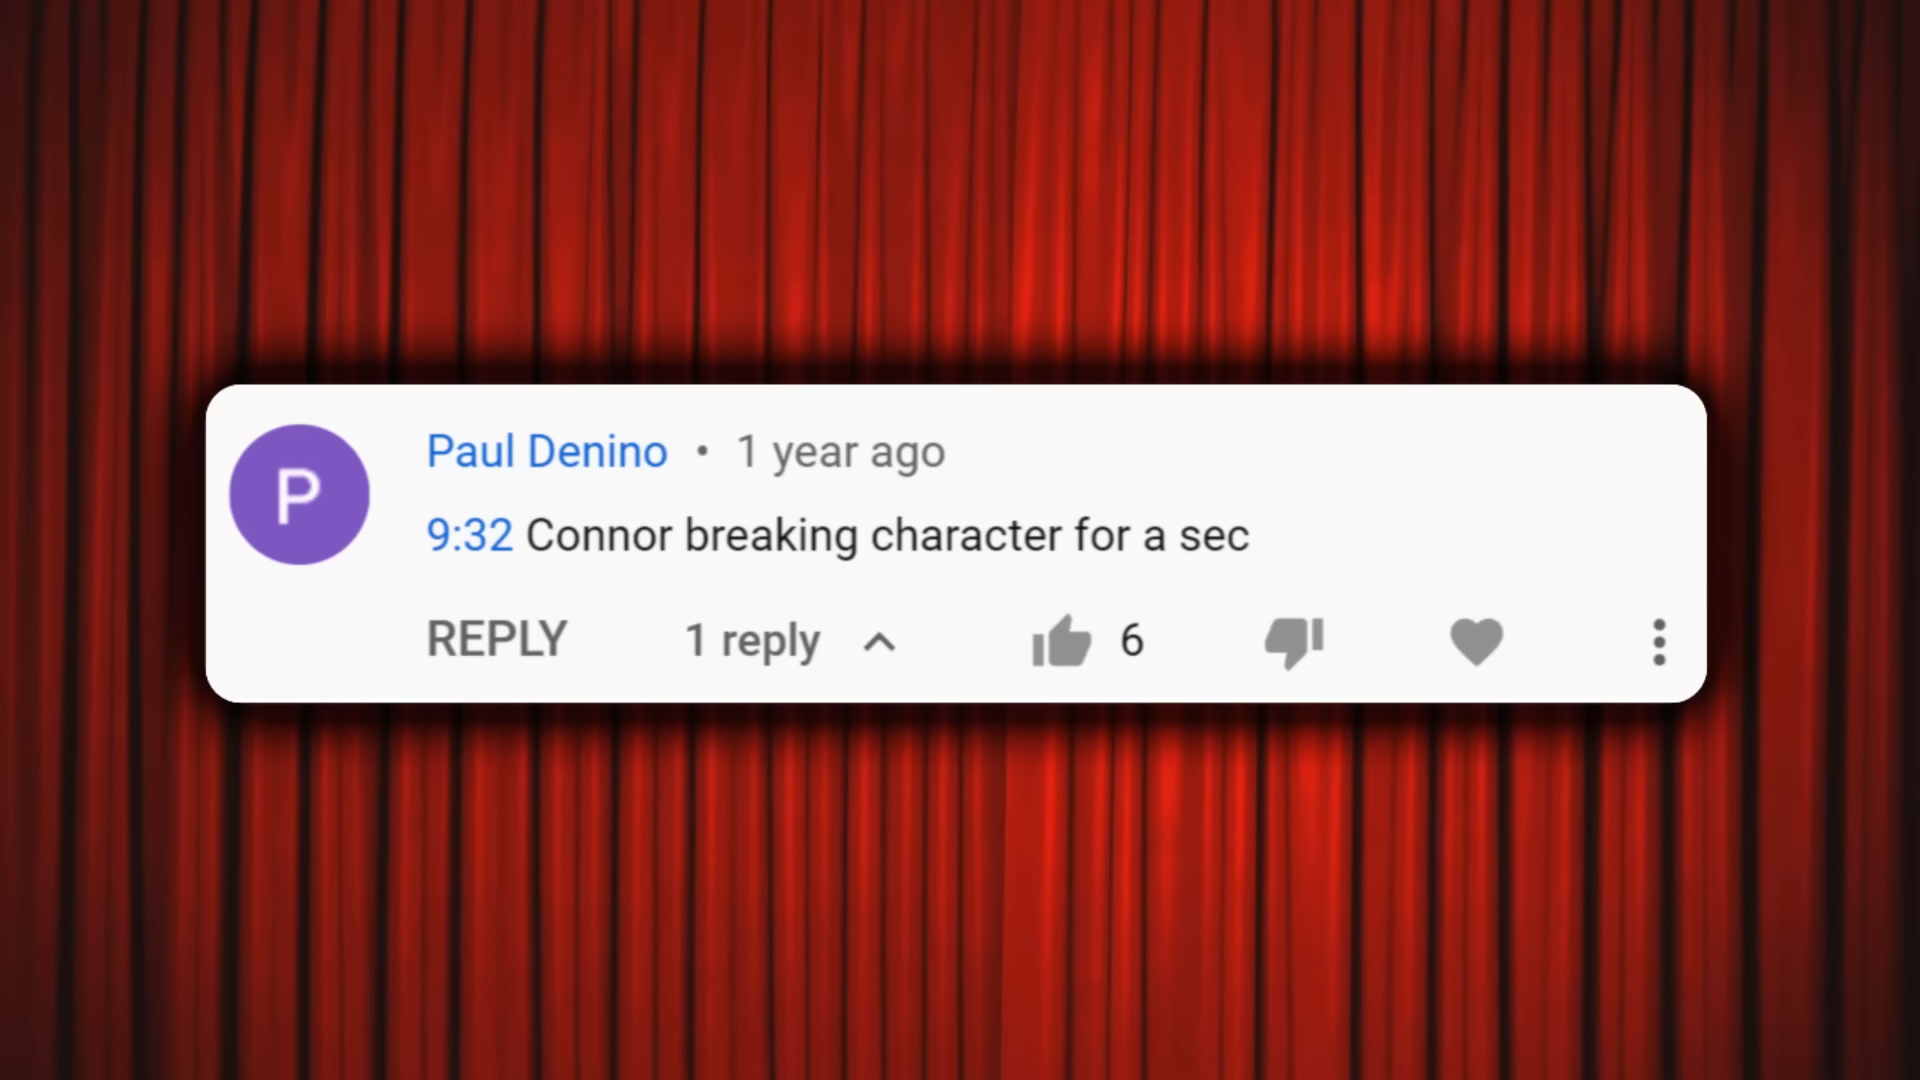 P
Paul Denino • 1 year ago
9:32 Connor breaking character for a sec
REPLY 1 reply 6